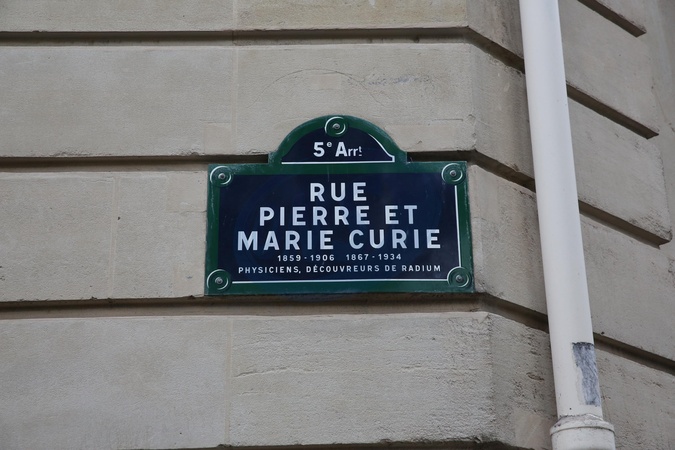 5e Arrt
RUE
PIERRE ET
MARIE CURIE
1859 - 1906 1867 - 1934
PHYSICIENS, DÉCOUVREURS DE RADIUM